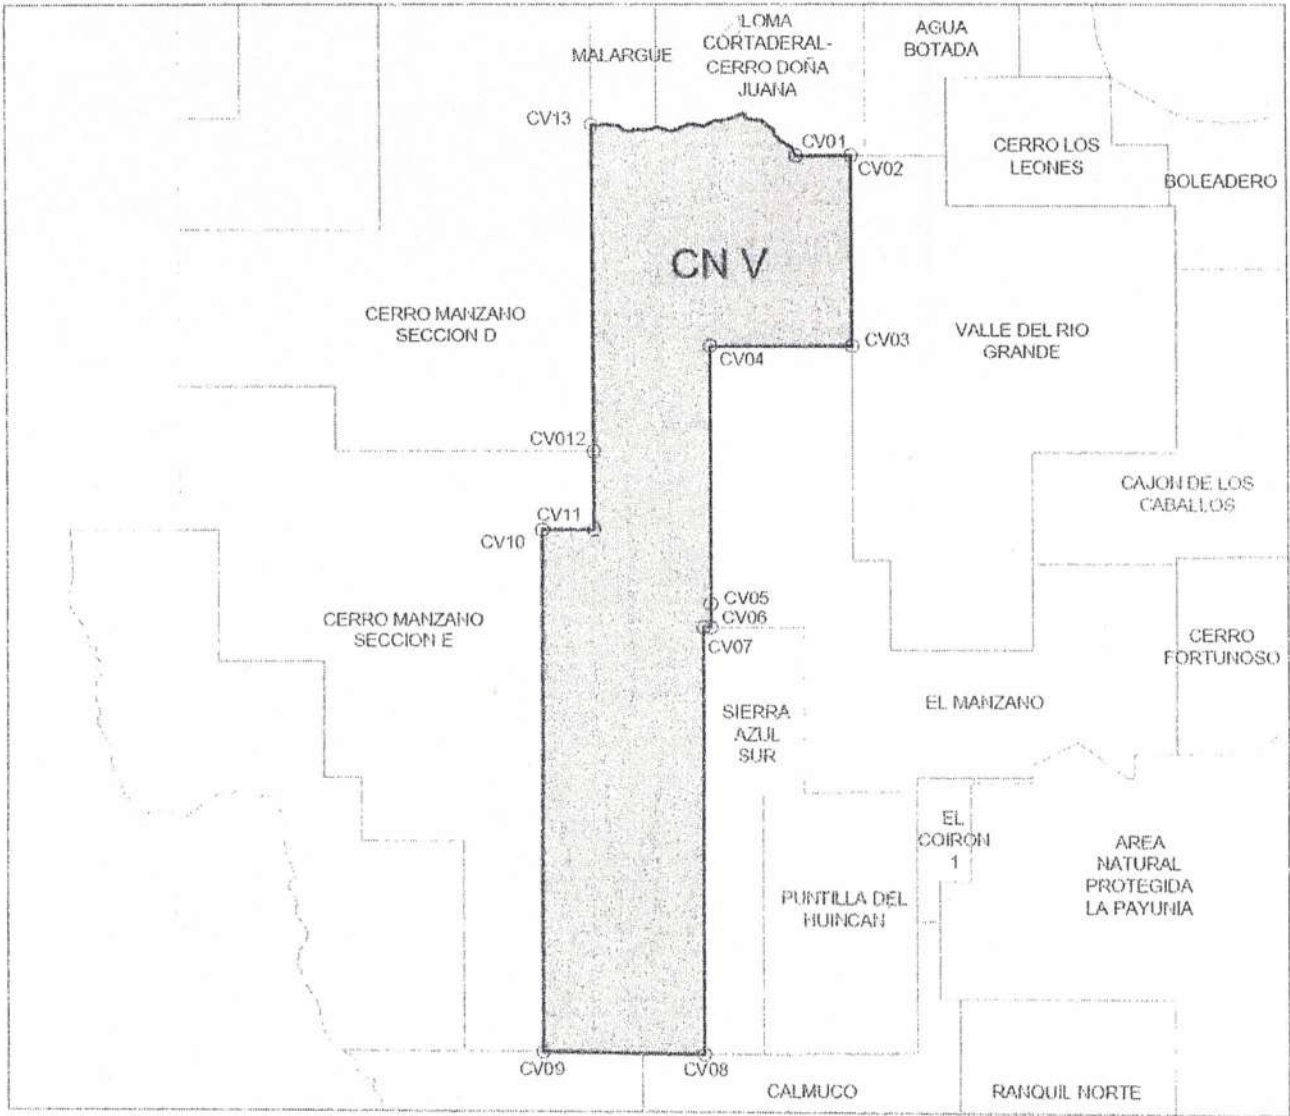 LOMA
CORTADERAL-
CERRO DOÑA
JUANA
AGUA
BOTADA
MALARGUE
CV13
CV01
CV02
CERRO LOS
LEONES
BOLEADERO
CN V
CERRO MANZANO
SECCION D
VALLE DEL RIO
GRANDE
CV03
CV04
CV012
CAJON DE LOS
CABALLOS
CV11
CV10
CV05
CV06
CV07
CERRO MANZANO
SECCION E
CERRO
FORTUNOSO
EL MANZANO
SIERRA
AZUL
SUR
EL
COIRON
1
AREA
NATURAL
PROTEGIDA
LA PAYUNIA
PUNTILLA DEL
HUINCAN
CV09
CV08
CALMUCO
RANQUIL NORTE